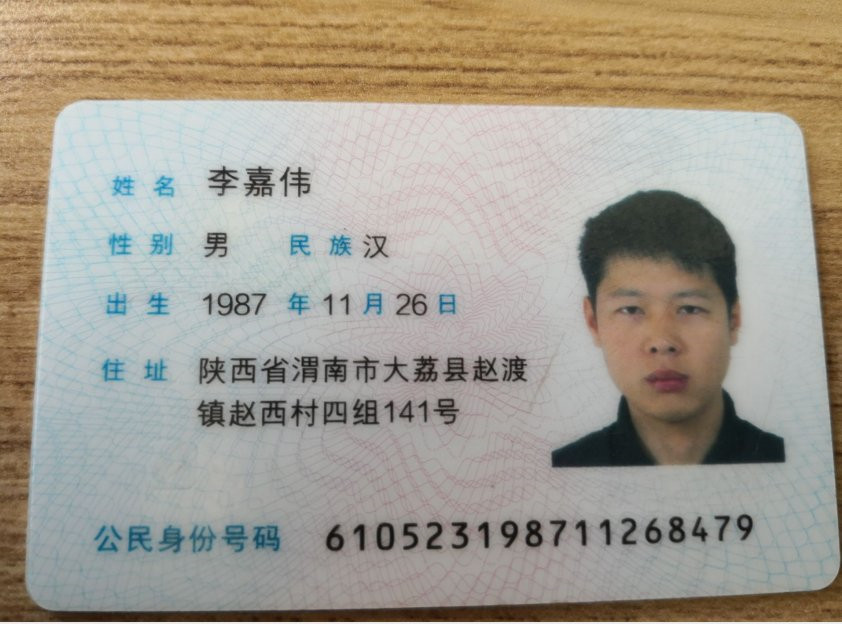 姓名 李嘉伟
性别 男 民族 汉
出生 1987 年 11 月 26 日
住址 陕西省渭南市大荔县赵渡
镇赵西村四组141号
公民身份号码 610523198711268479